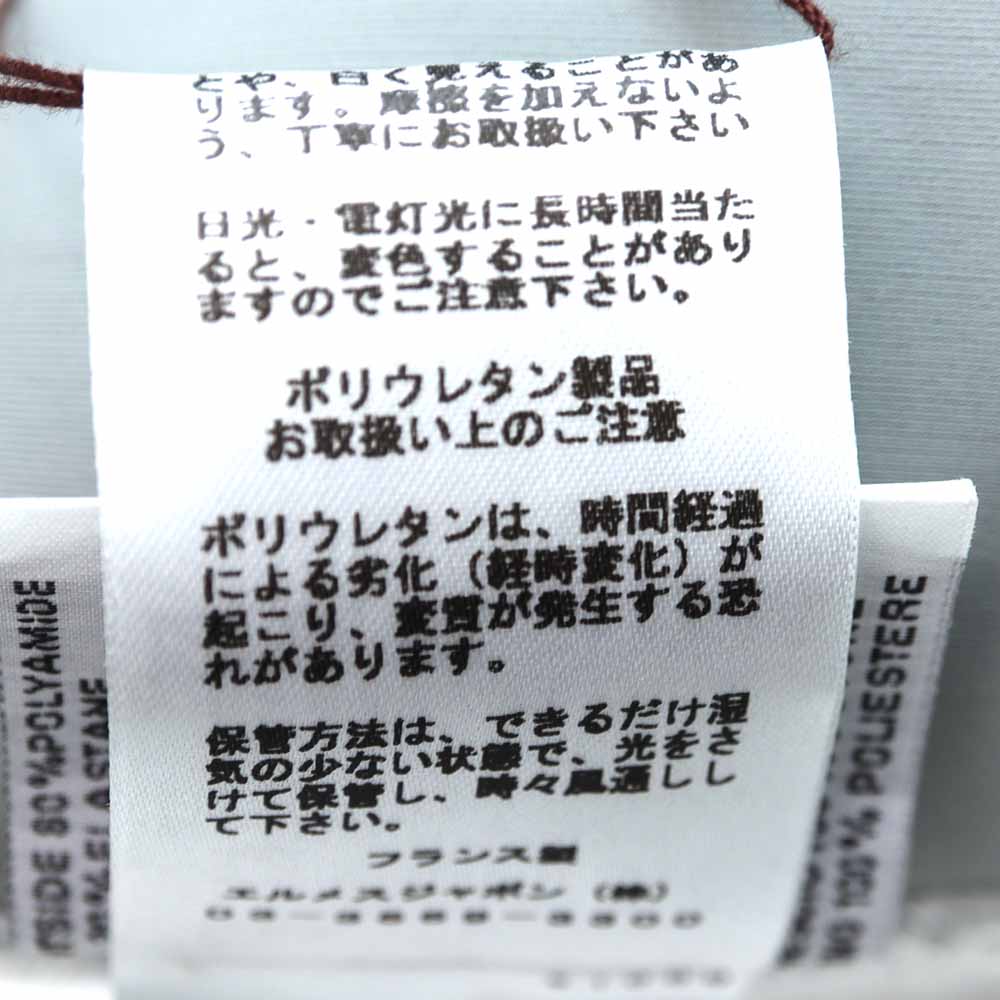 とや、白く見えることがあ
ります。摩擦を加えないよ
う、丁寧にお取扱い下さい
日光・電灯光に長時間当た
ると、変色することがあり
ますのでご注意下さい。
ポリウレタン製品
お取扱い上のご注意
ポリウレタンは、時間経過
による劣化（経時変化）が
起こり、変質が発生する恐
れがあります。
保管方法は、できるだけ湿
気の少ない状態で、光をさ
けて保管し、時々風通しし
て下さい。
フランス製
エルメスジャポン（株）
80%POLYAMIDE
ELASTANE
100% POLIESTERE